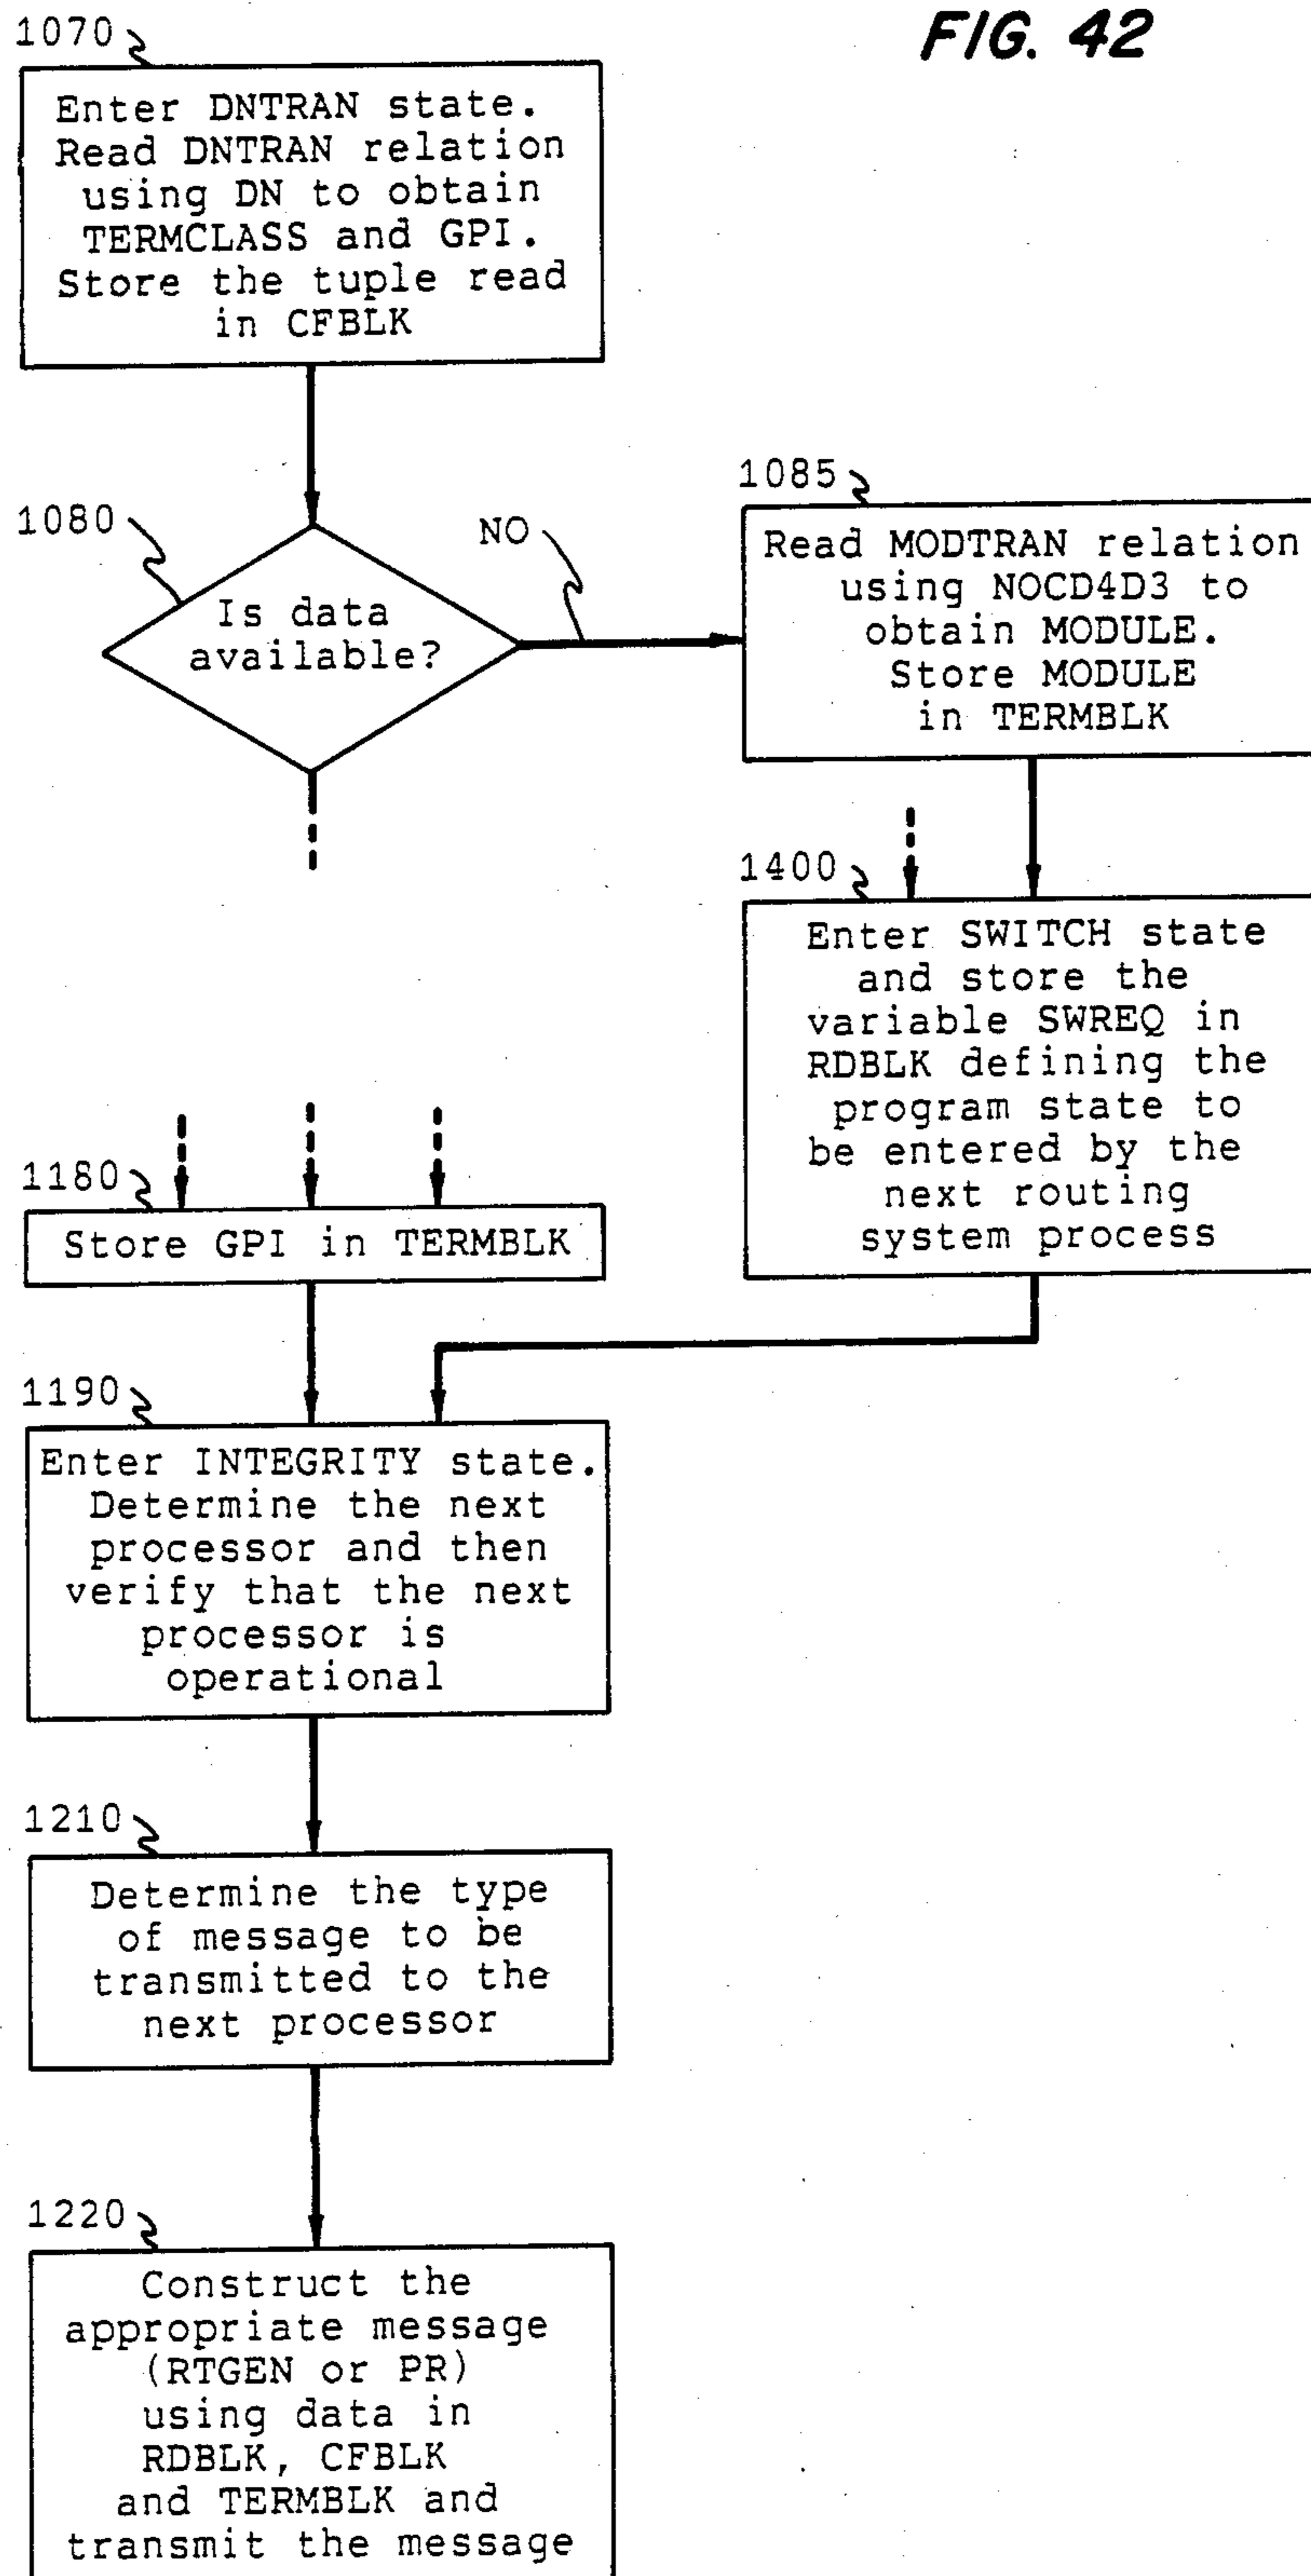 FIG. 42
1070
Enter DNTRAN state.
Read DNTRAN relation
using DN to obtain
TERMCLASS and GPI.
Store the tuple read
in CFBLK
1080
Is data
available?
NO
1085
Read MODTRAN relation
using NOCD4D3 to
obtain MODULE.
Store MODULE
in TERMBLK
1400
Enter SWITCH state
and store the
variable SWREQ in
RDBLK defining the
program state to
be entered by the
next routing
system process
1180
Store GPI in TERMBLK
1190
Enter INTEGRITY state.
Determine the next
processor and then
verify that the next
processor is
operational
1210
Determine the type
of message to be
transmitted to the
next processor
1220
Construct the
appropriate message
(RTGEN or PR)
using data in
RDBLK, CFBLK
and TERMBLK and
transmit the message